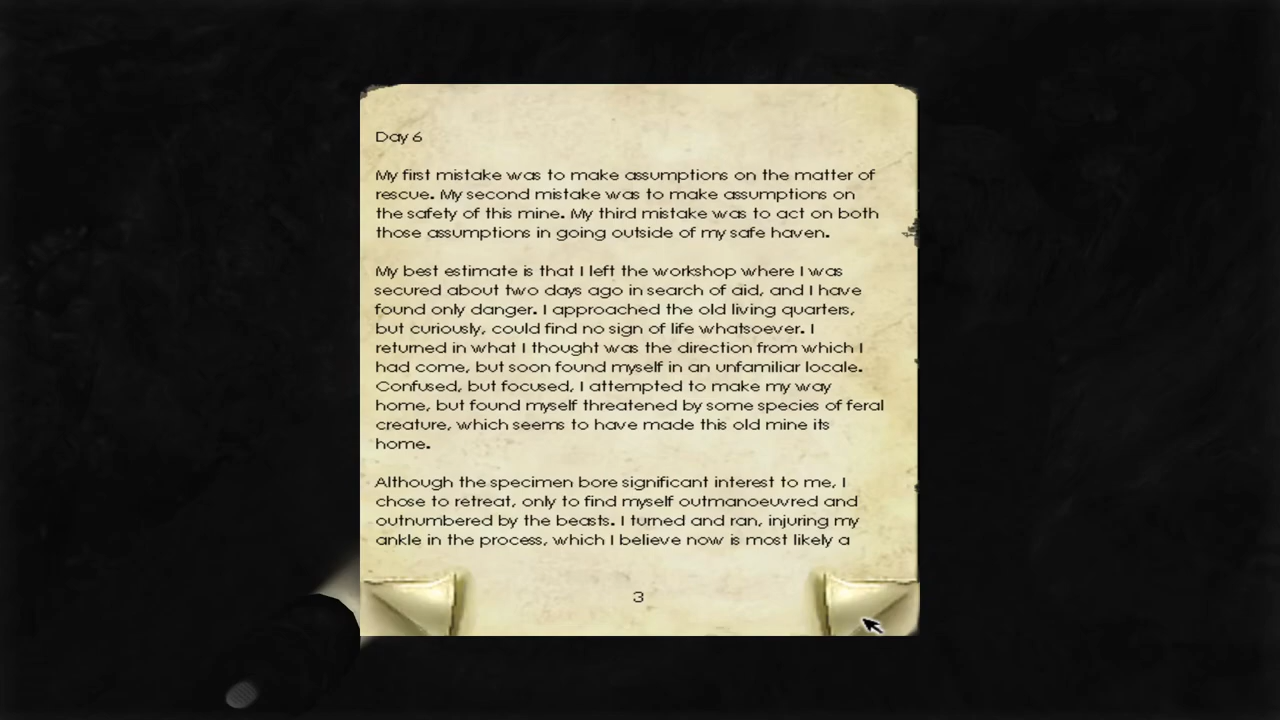 Day 6
My first mistake was to make assumptions on the matter of
rescue. My second mistake was to make assumptions on
the safety of this mine. My third mistake was to act on both
those assumptions in going outside of my safe haven.
My best estimate is that I left the workshop where I was
secured about two days ago in search of aid, and I have
found only danger. I approached the old living quarters,
but curiously, could find no sign of life whatsoever. I
returned in what I thought was the direction from which I
had come, but soon found myself in an unfamiliar locale.
Confused, but focused, I attempted to make my way
home, but found myself threatened by some species of feral
creature, which seems to have made this old mine its
home.
Although the specimen bore significant interest to me, I
chose to retreat, only to find myself outmanoeuvred and
outnumbered by the beasts. I turned and ran, injuring my
ankle in the process, which I believe now is most likely a
3